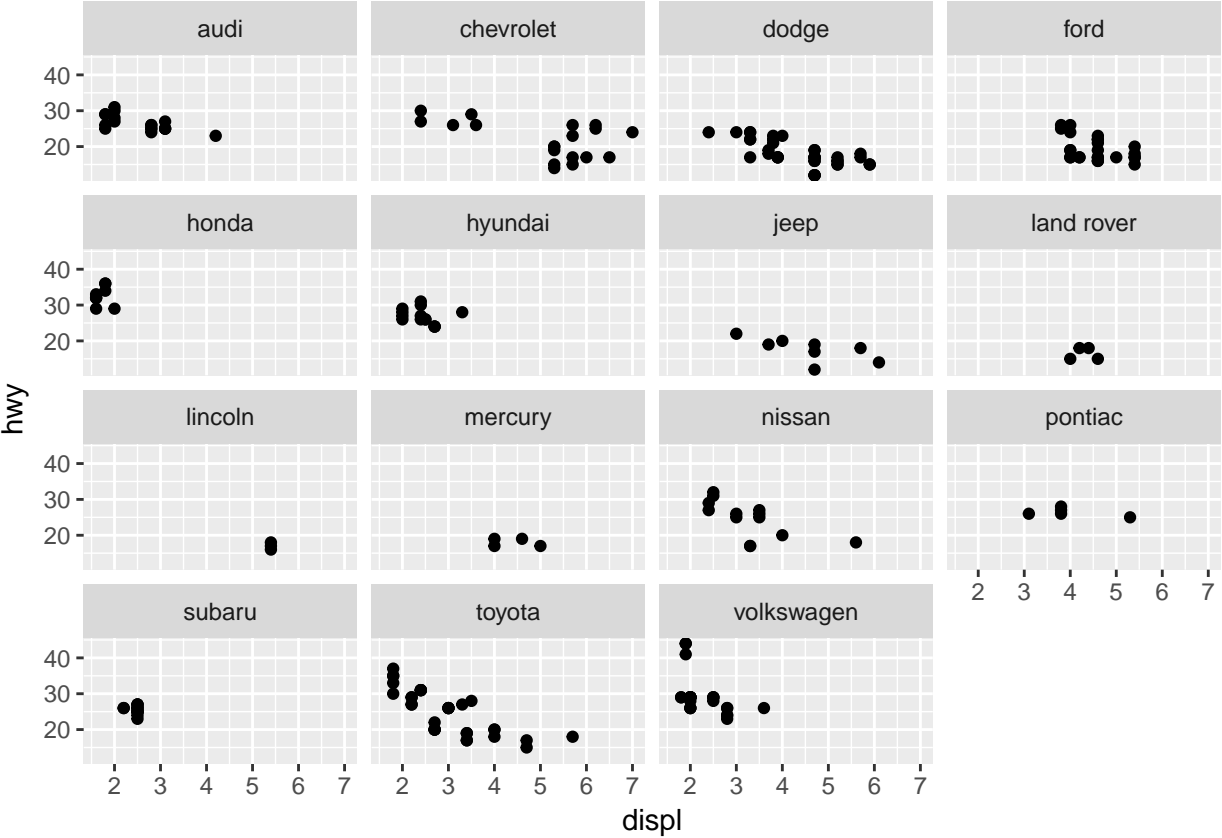 audi chevrolet dodge ford
40
30
20
honda hyundai jeep land rover
40
30
20
hwy
lincoln mercury nissan pontiac
40
30
20
2 3 4 5 6 7
subaru toyota volkswagen
40
30
20
2 3 4 5 6 7 2 3 4 5 6 7 2 3 4 5 6 7
displ